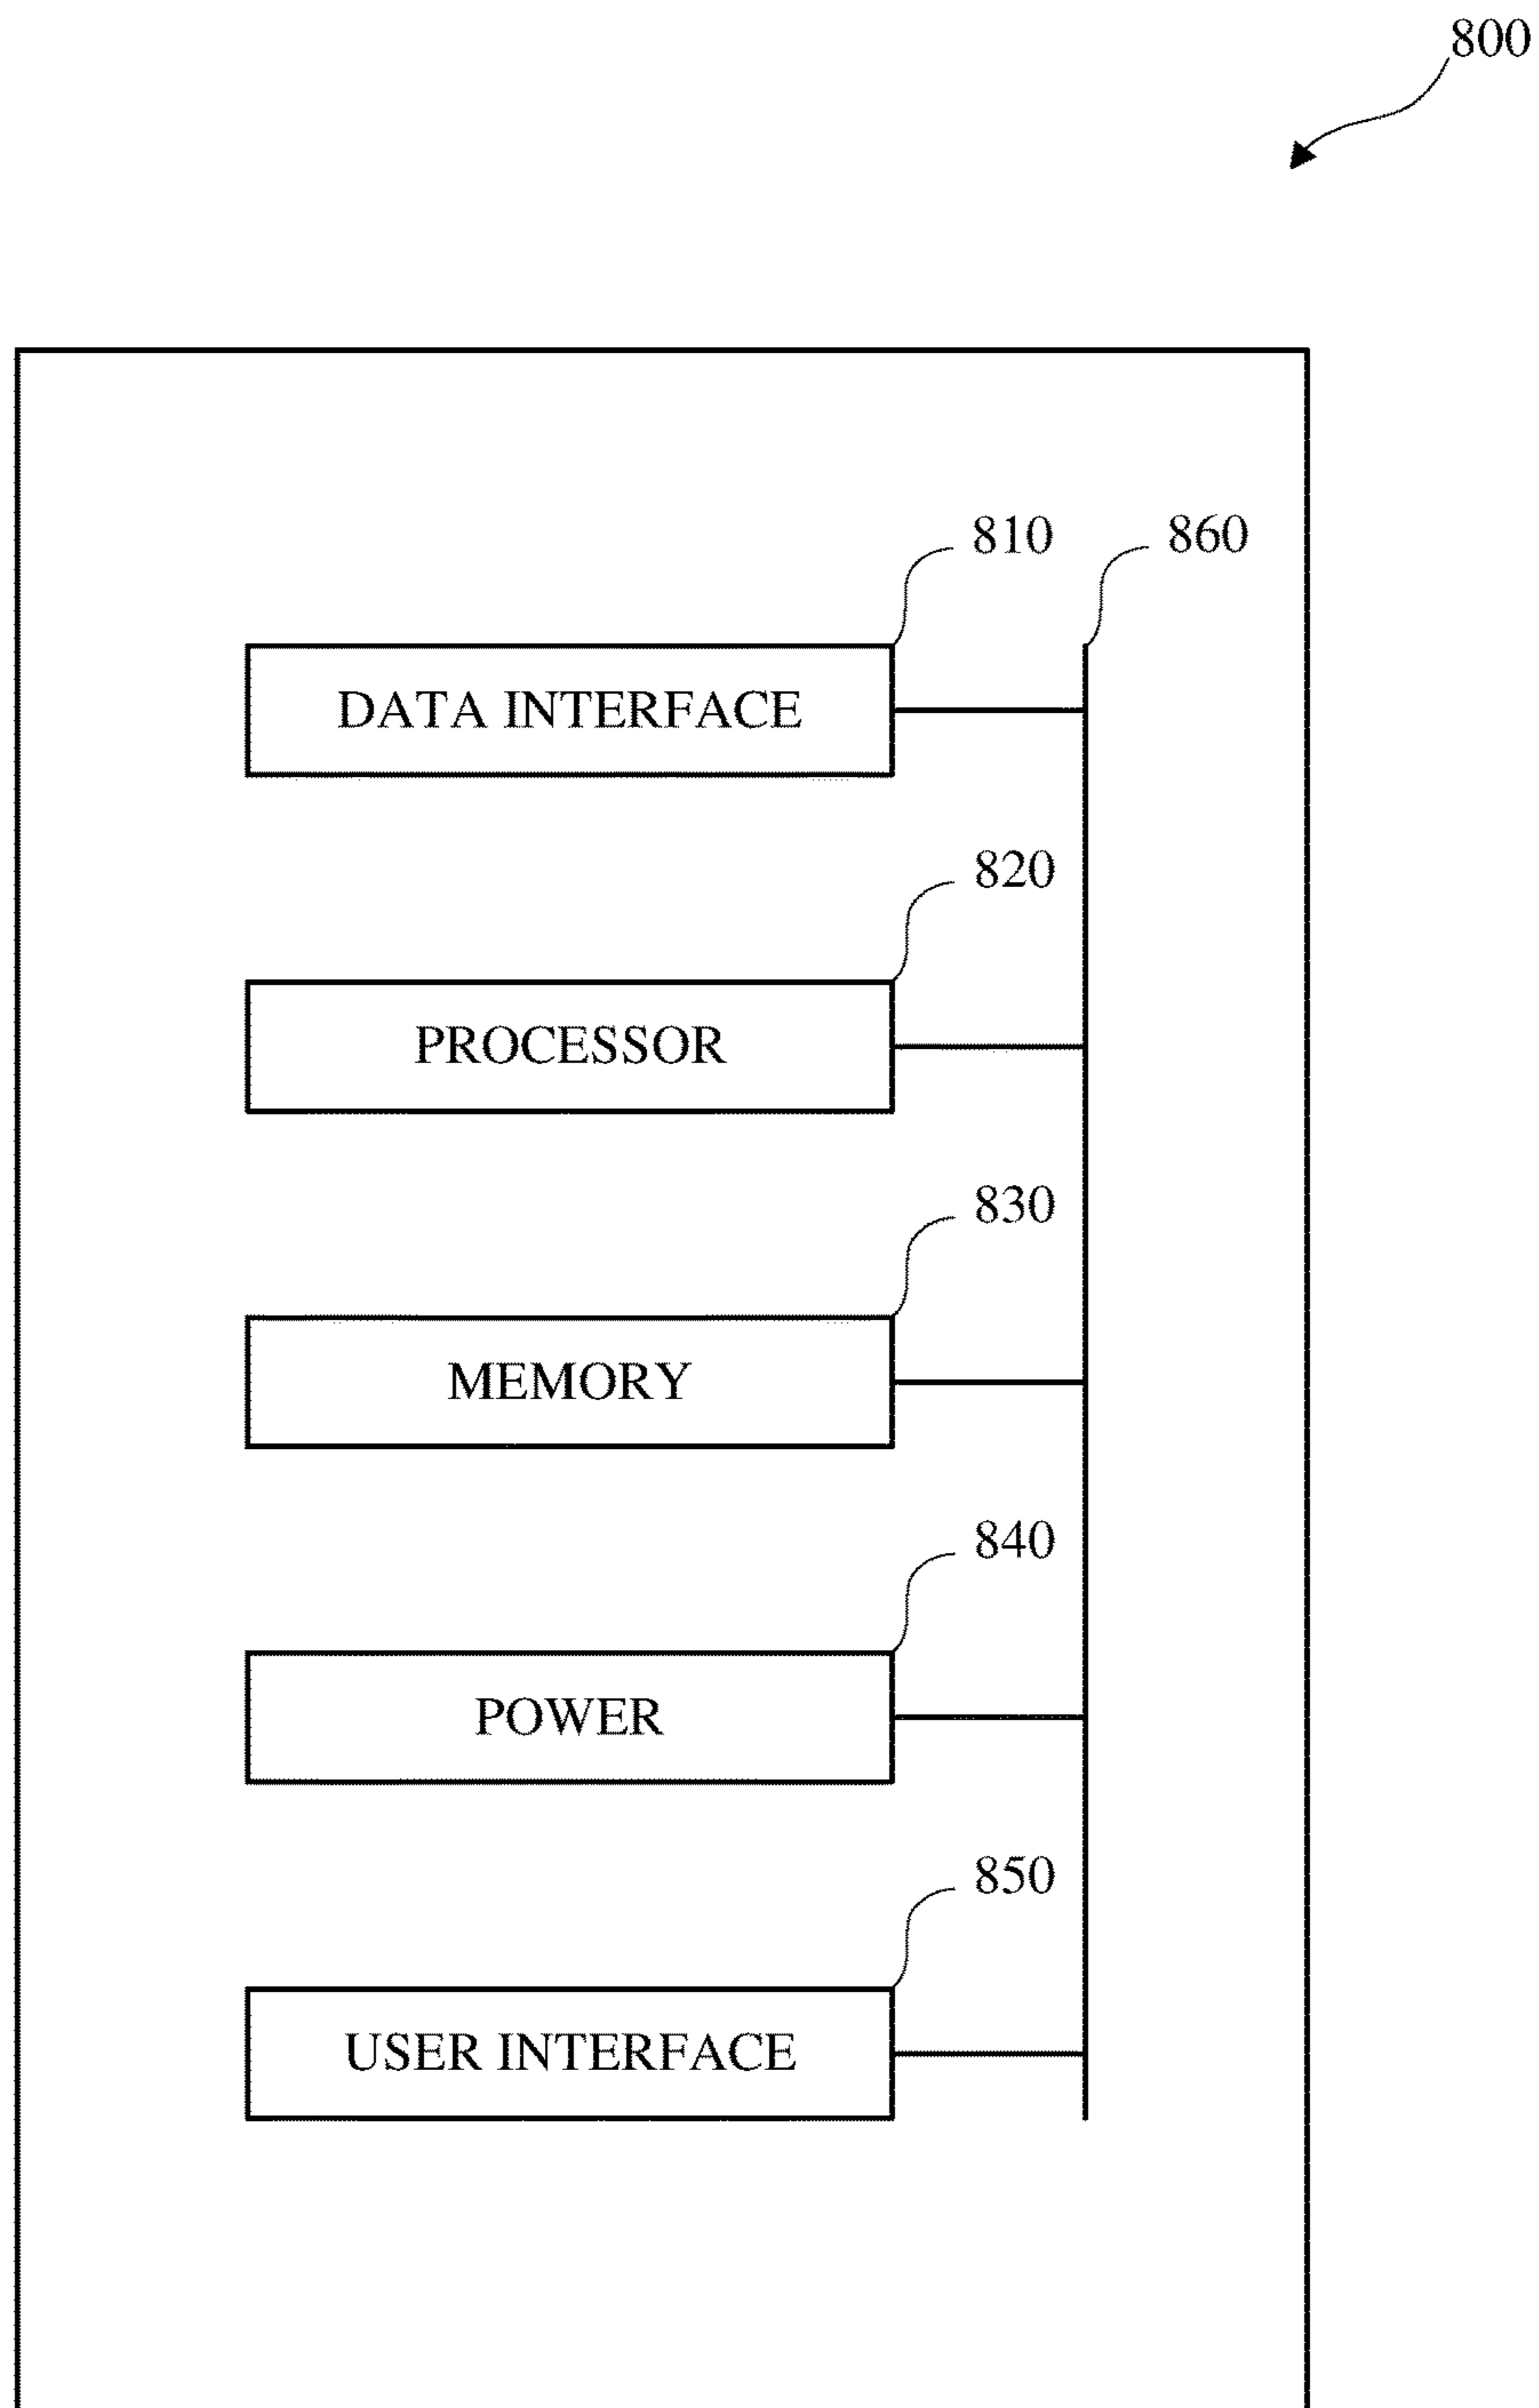 800
810
860
DATA INTERFACE
820
PROCESSOR
830
MEMORY
840
POWER
850
USER INTERFACE